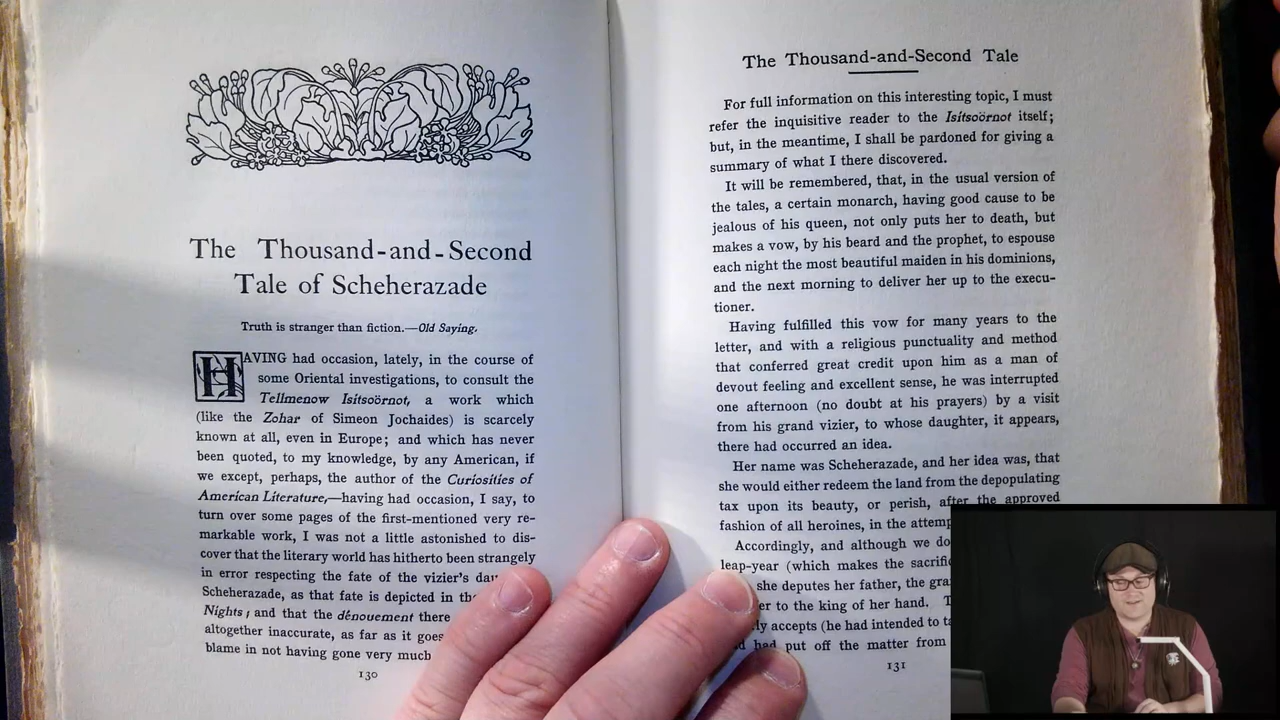 The Thousand-and-Second
Tale of Scheherazade
Truth is stranger than fiction.—Old Saying.
HAVING had occasion, lately, in the course of
some Oriental investigations, to consult the
Tellmenow Isitsoörnot, a work which
(like the Zohar of Simeon Jochaides) is scarcely
known at all, even in Europe; and which has never
been quoted, to my knowledge, by any American, if
we except, perhaps, the author of the Curiosities of
American Literature,—having had occasion, I say, to
turn over some pages of the first-mentioned very re-
markable work, I was not a little astonished to dis-
cover that the literary world has hitherto been strangely
in error respecting the fate of the vizier's
Scheherazade, as that fate is depicted in
Nights; and that the dénouement there
altogether inaccurate, as far as it goes
blame in not having gone very much
130
The Thousand-and-Second Tale
For full information on this interesting topic, I must
refer the inquisitive reader to the Isitsoörnot itself;
but, in the meantime, I shall be pardoned for giving a
summary of what I there discovered.
It will be remembered, that, in the usual version of
the tales, a certain monarch, having good cause to be
jealous of his queen, not only puts her to death, but
makes a vow, by his beard and the prophet, to espouse
each night the most beautiful maiden in his dominions,
and the next morning to deliver her up to the execu-
tioner.
Having fulfilled this vow for many years to the
letter, and with a religious punctuality and method
that conferred great credit upon him as a man of
devout feeling and excellent sense, he was interrupted
one afternoon (no doubt at his prayers) by a visit
from his grand vizier, to whose daughter, it appears,
there had occurred an idea.
Her name was Scheherazade, and her idea was, that
she would either redeem the land from the depopulating
tax upon its beauty, or perish, after the approved
fashion of all heroines, in the
Accordingly, and although we do
leap-year (which makes the
she deputes her father, the
to the king of her hand.
accepts (he had intended to
had put off the matter from
131